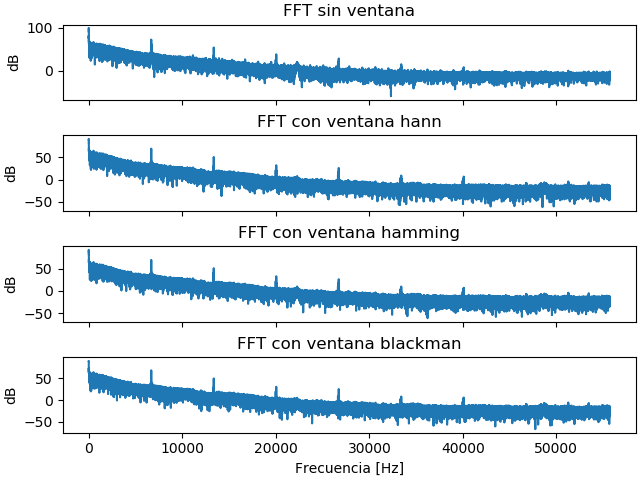 FFT sin ventana
100
0
dB
FFT con ventana hann
50
0
−50
dB
FFT con ventana hamming
50
0
−50
dB
FFT con ventana blackman
50
0
−50
dB
0 10000 20000 30000 40000 50000
Frecuencia [Hz]